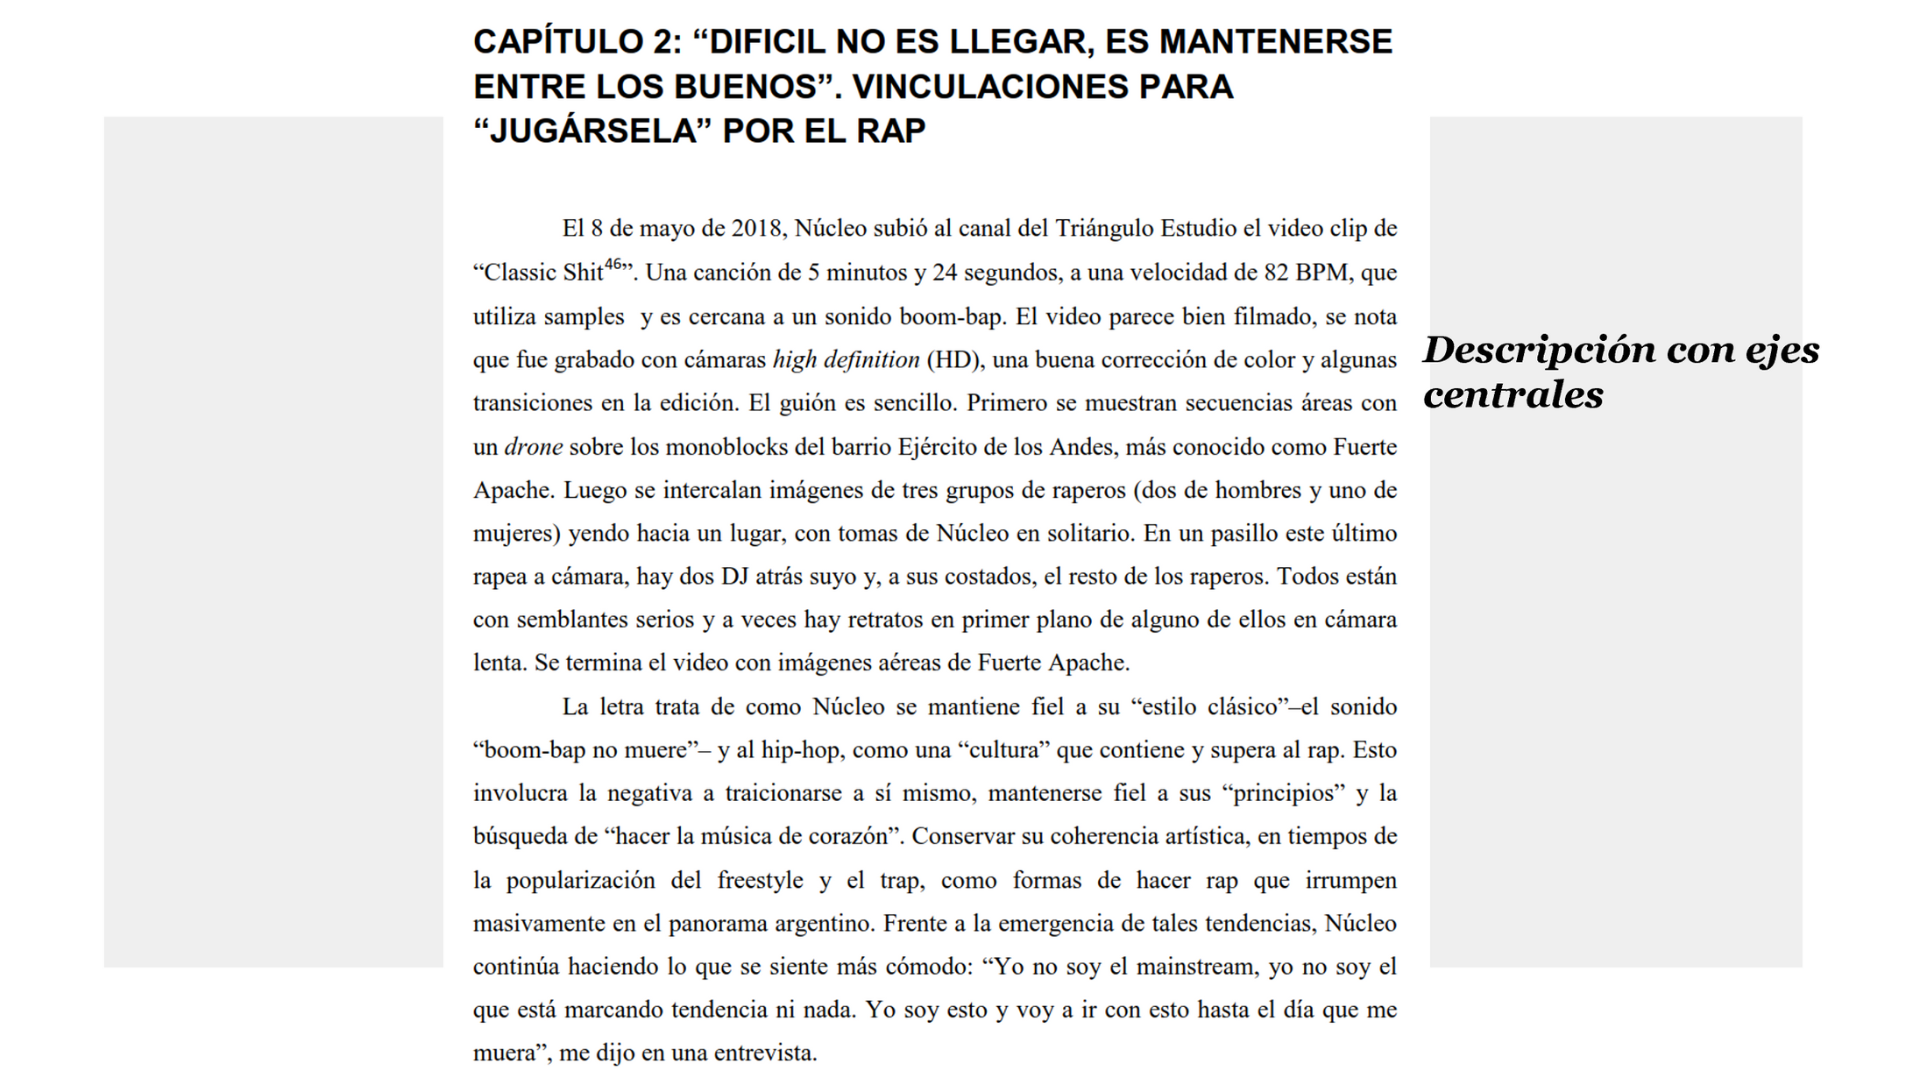 CAPÍTULO 2: “DIFICIL NO ES LLEGAR, ES MANTENERSE
ENTRE LOS BUENOS”. VINCULACIONES PARA
“JUGÁRSELA” POR EL RAP
El 8 de mayo de 2018, Núcleo subió al canal del Triángulo Estudio el video clip de
“Classic Shit46”. Una canción de 5 minutos y 24 segundos, a una velocidad de 82 BPM, que
utiliza samples  y es cercana a un sonido boom-bap. El video parece bien filmado, se nota
que fue grabado con cámaras high definition (HD), una buena corrección de color y algunas
transiciones en la edición. El guión es sencillo. Primero se muestran secuencias áreas con
un drone sobre los monoblocks del barrio Ejército de los Andes, más conocido como Fuerte
Apache. Luego se intercalan imágenes de tres grupos de raperos (dos de hombres y uno de
mujeres) yendo hacia un lugar, con tomas de Núcleo en solitario. En un pasillo este último
rapea a cámara, hay dos DJ atrás suyo y, a sus costados, el resto de los raperos. Todos están
con semblantes serios y a veces hay retratos en primer plano de alguno de ellos en cámara
lenta. Se termina el video con imágenes aéreas de Fuerte Apache.
La letra trata de como Núcleo se mantiene fiel a su “estilo clásico”–el sonido
“boom-bap no muere”– y al hip-hop, como una “cultura” que contiene y supera al rap. Esto
involucra la negativa a traicionarse a sí mismo, mantenerse fiel a sus “principios” y la
búsqueda de “hacer la música de corazón”. Conservar su coherencia artística, en tiempos de
la popularización del freestyle y el trap, como formas de hacer rap que irrumpen
masivamente en el panorama argentino. Frente a la emergencia de tales tendencias, Núcleo
continúa haciendo lo que se siente más cómodo: “Yo no soy el mainstream, yo no soy el
que está marcando tendencia ni nada. Yo soy esto y voy a ir con esto hasta el día que me
muera”, me dijo en una entrevista.
Descripción con ejes
centrales